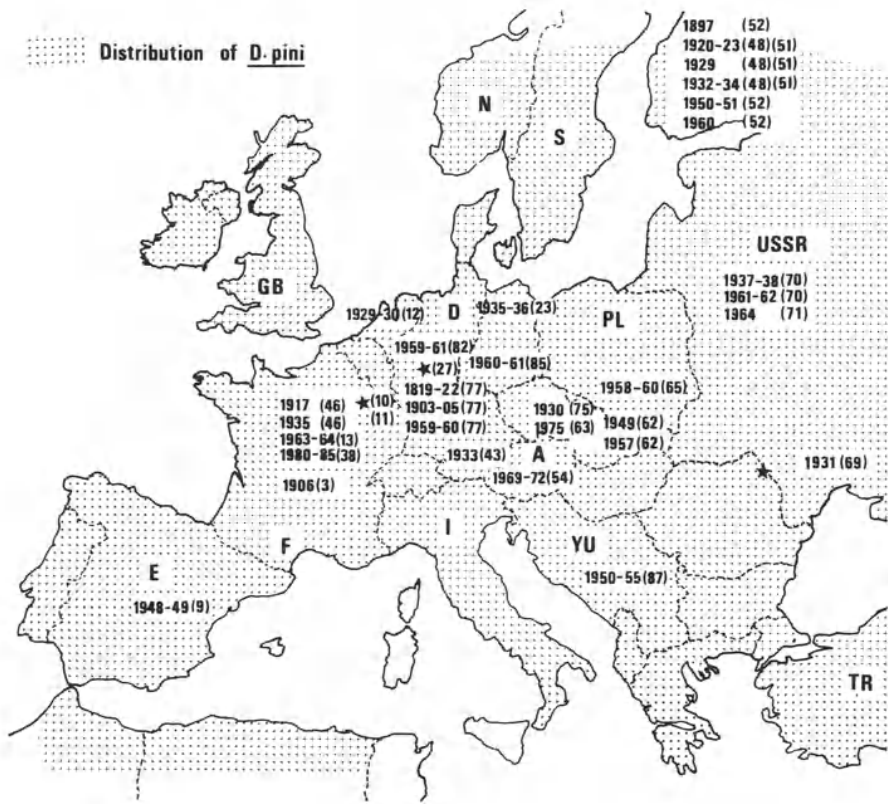 Distribution of D. pini
1897 (52)
1920-23(48)(51)
1929 (48)(51)
1932-34(48)(51)
1950-51 (52)
1960 (52)
N
S
USSR
1937-38(70)
1961-62(70)
1964 (71)
GB
1929-30(12)
D
1935-36(23)
PL
1959-61(82)
★(27)
1960-61(85)
1819-22(77)
1903-05(77)
1959-60(77)
1958-60(65)
★(10)
(11)
1917 (46)
1935 (46)
1963-64(13)
1980-85(38)
1930 (75)
1975 (63)
1949(62)
1957(62)
1933(43)
A
1969-72(54)
★ 1931(69)
1906(3)
I
F
E
YU
1950-55(87)
1948-49(9)
TR